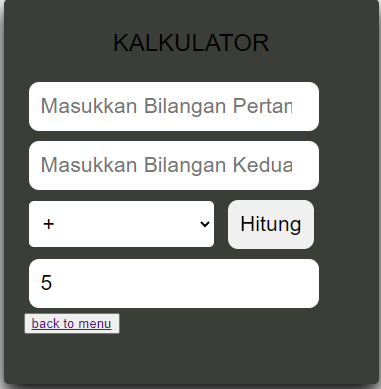 KALKULATOR
Masukkan Bilangan Pertan
Masukkan Bilangan Kedua
+ Hitung
5
back to menu